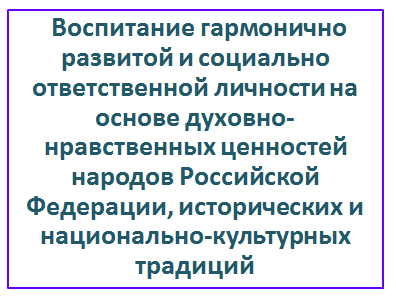 Воспитание гармонично
развитой и социально
ответственной личности на
основе духовно-
нравственных ценностей
народов Российской
Федерации, исторических и
национально-культурных
традиций